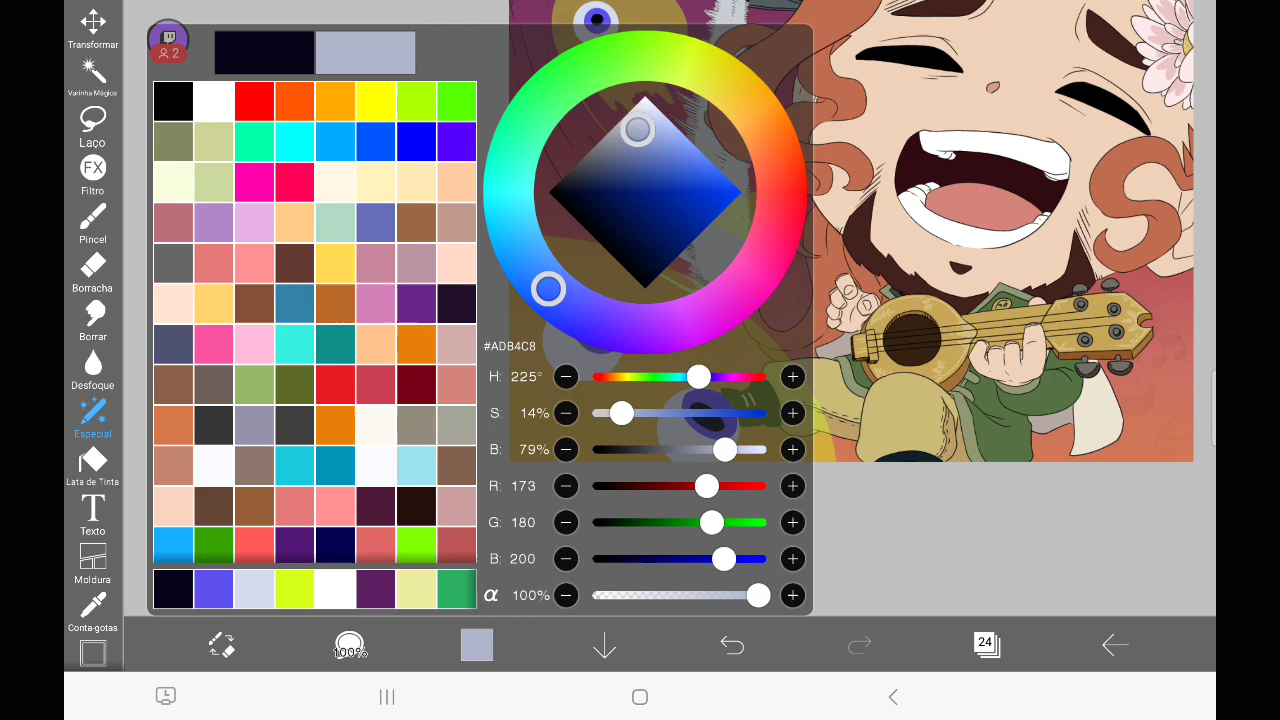 Transformar
Varinha Mágica
Laço
FX
Filtro
Pincel
Borracha
Borrar
Desfoque
Especial
Lata de Tinta
T
Texto
Moldura
Conta-gotas
2
#ADB4C8
H: 225°
S: 14%
B: 79%
R: 173
G: 180
B: 200
α 100%
100%
24